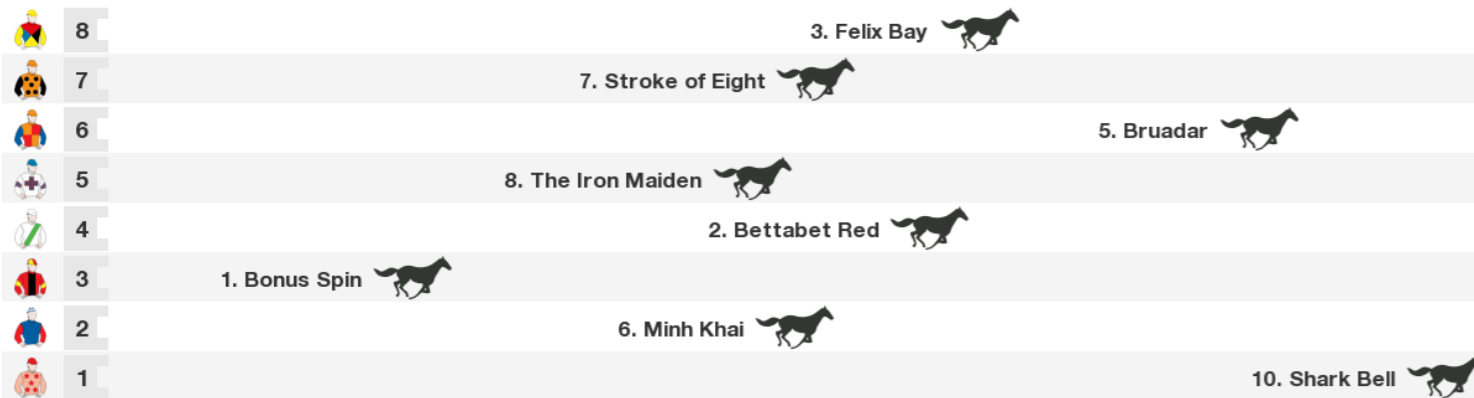 8 3. Felix Bay
7 7. Stroke of Eight
6 5. Bruadar
5 8. The Iron Maiden
4 2. Bettabet Red
3 1. Bonus Spin
2 6. Minh Khai
1 10. Shark Bell